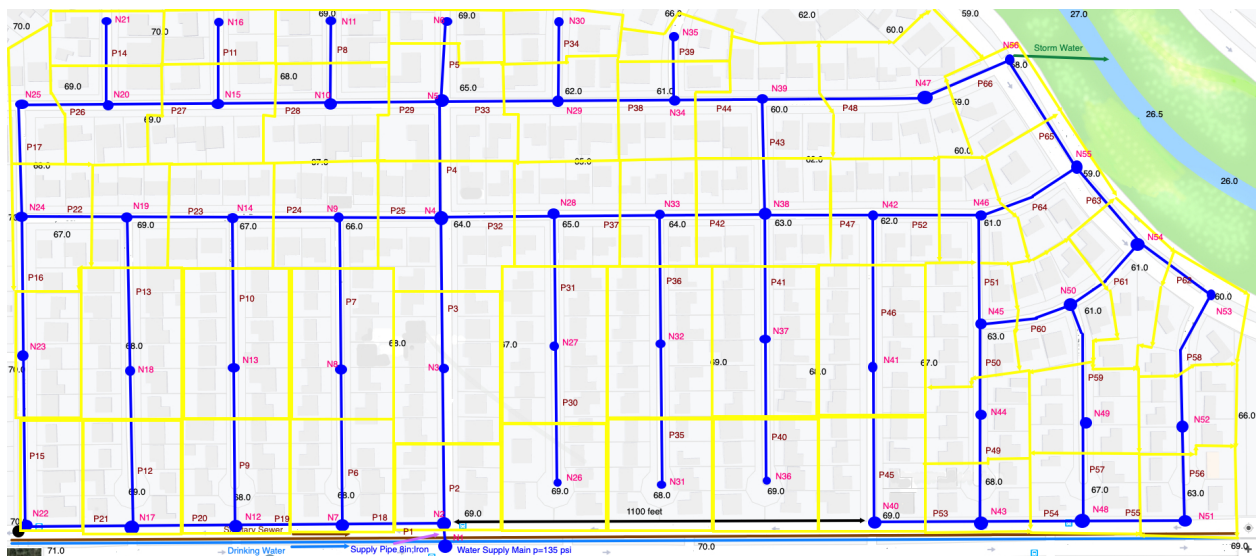 70.0 N21 70.0 N16 69.0 N11 69.0 N6 69.0 N30 66.0 N35 62.0 59.0 27.0
60.0 N56 Storm Water
P14 P11 P8 P34 P39 58.0
69.0 68.0 P5 62.0 61.0 N47 P66
N25 N20 N15 N10 N5 65.0 N29 N34 N39 59.0
P26 P27 P28 P29 P33 P38 P44 60.0 P48 26.5
69.0 P65
P17 P43 N55
68.0 67.0 P4 65.0 62.0 60.0 59.0 26.0
N24 P22 N19 P23 N14 P24 N9 P25 N4 N28 N33 N38 N42 N46 P64 P63
70.0 67.0 69.0 67.0 66.0 64.0 P32 65.0 P37 64.0 P42 63.0 P47 62.0 P52 61.0 N54
61.0
P16 P13 P10 P7 P3 P31 P36 P41 P46 P51 P61 P62
N50 60.0
61.0 N53
N45
P60
63.0
N23 68.0 68.0 67.0 N27 N32 N37 69.0 67.0 P50 P58
70.0 N18 N13 N8 N3 68.0 N41 P59
P30 N44 N49 N52 66.0
P15 P12 P9 P6 P2 P35 P40 P45 P49 P57 P56
69.0 68.0 68.0 N26 69.0 N31 68.0 N36 69.0 68.0 67.0 63.0
70.0 N22 P21 N17 P20 N12 P19 N7 P18 N2 69.0 1100 feet N40 69.0 P53 N43 P54 N48 P55 N51
Sanitary Sewer P1 N1
71.0 Drinking Water Supply Pipe 8in;Iron Water Supply Main p=135 psi 70.0 69.0